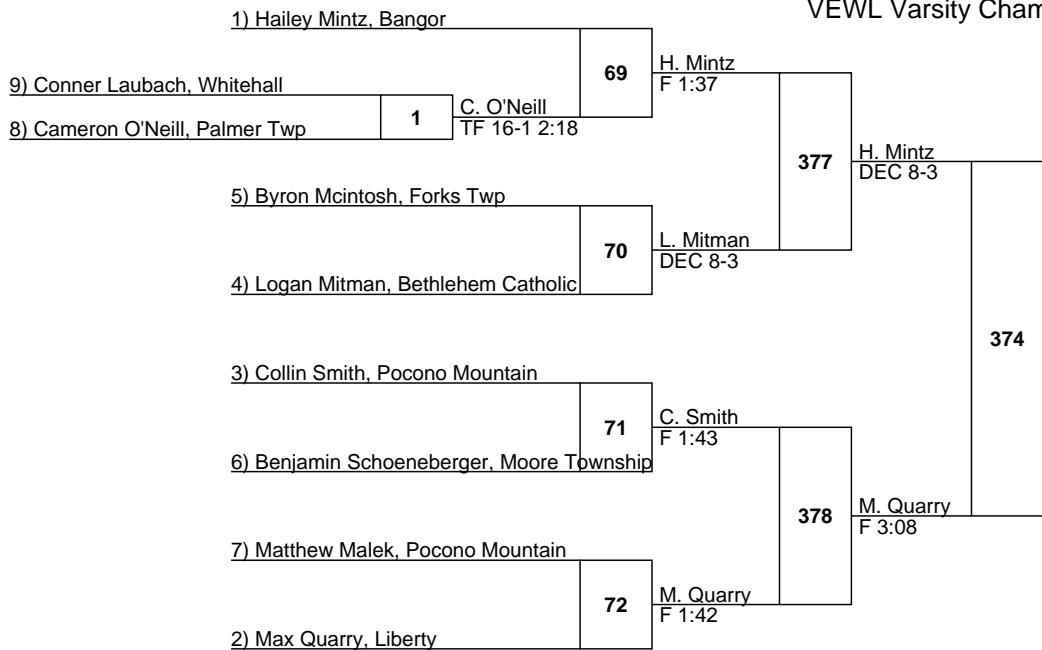 VEWL Varsity Cham
1) Hailey Mintz, Bangor
69
H. Mintz
F 1:37
9) Conner Laubach, Whitehall
1
C. O'Neill
TF 16-1 2:18
8) Cameron O'Neill, Palmer Twp
377
H. Mintz
DEC 8-3
5) Byron Mcintosh, Forks Twp
70
L. Mitman
DEC 8-3
4) Logan Mitman, Bethlehem Catholic
374
3) Collin Smith, Pocono Mountain
71
C. Smith
F 1:43
6) Benjamin Schoeneberger, Moore Township
378
M. Quarry
F 3:08
7) Matthew Malek, Pocono Mountain
72
M. Quarry
F 1:42
2) Max Quarry, Liberty